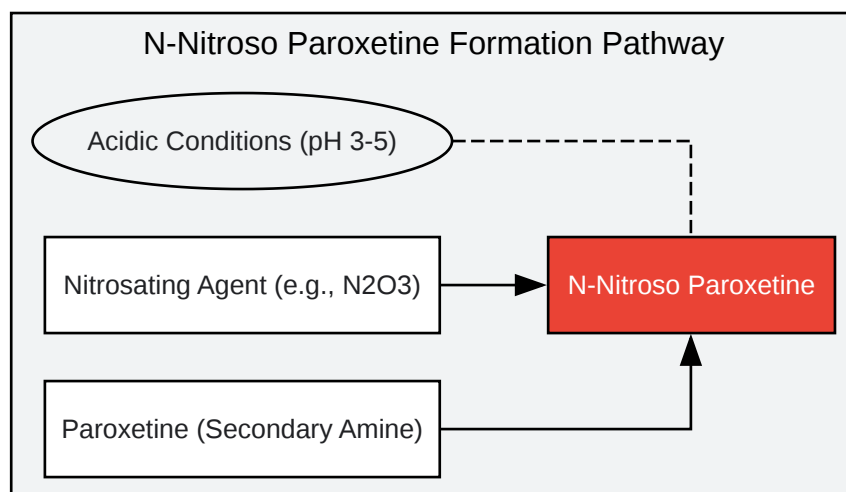 N-Nitroso Paroxetine Formation Pathway
Acidic Conditions (pH 3-5)
Nitrosating Agent (e.g., N2O3)
N-Nitroso Paroxetine
Paroxetine (Secondary Amine)